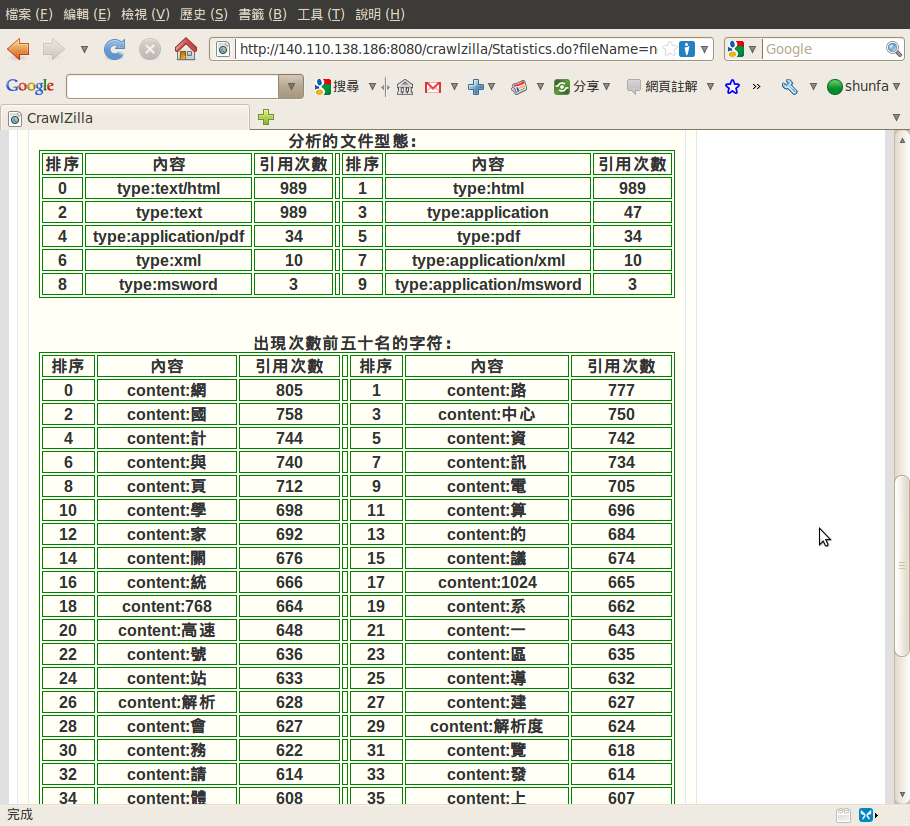 檔案 (F) 編輯 (E) 檢視 (V) 歷史 (S) 書籤 (B) 工具 (T) 說明 (H)
http://140.110.138.186:8080/crawlzilla/Statistics.do?fileName=n Google
Google 搜尋 分享 網頁註解 » shunfa
CrawlZilla
分析的文件型態:
排序 內容 引用次數 排序 內容 引用次數
0 type:text/html 989 1 type:html 989
2 type:text 989 3 type:application 47
4 type:application/pdf 34 5 type:pdf 34
6 type:xml 10 7 type:application/xml 10
8 type:msword 3 9 type:application/msword 3
出現次數前五十名的字符:
排序 內容 引用次數 排序 內容 引用次數
0 content:網 805 1 content:路 777
2 content:國 758 3 content:中心 750
4 content:計 744 5 content:資 742
6 content:與 740 7 content:訊 734
8 content:頁 712 9 content:電 705
10 content:學 698 11 content:算 696
12 content:家 692 13 content:的 684
14 content:關 676 15 content:議 674
16 content:統 666 17 content:1024 665
18 content:768 664 19 content:系 662
20 content:高速 648 21 content:一 643
22 content:號 636 23 content:區 635
24 content:站 633 25 content:導 632
26 content:解析 628 27 content:建 627
28 content:會 627 29 content:解析度 624
30 content:務 622 31 content:覽 618
32 content:請 614 33 content:發 614
34 content:體 608 35 content:上 607
完成